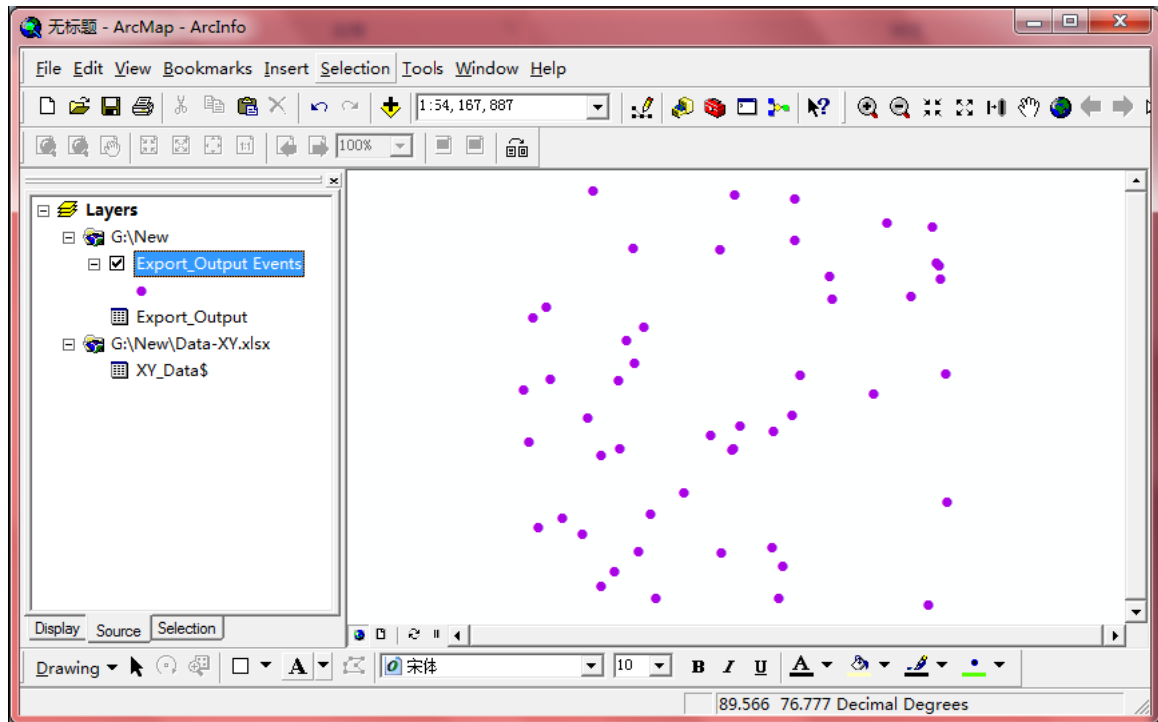 无标题 - ArcMap - ArcInfo
File Edit View Bookmarks Insert Selection Tools Window Help
1:54,167,887
100%
1:1
Layers
G:\New
Export_Output Events
Export_Output
G:\New\Data-XY.xlsx
XY_Data$
Display Source Selection
Drawing A 宋体 10 B I U A
89.566 76.777 Decimal Degrees